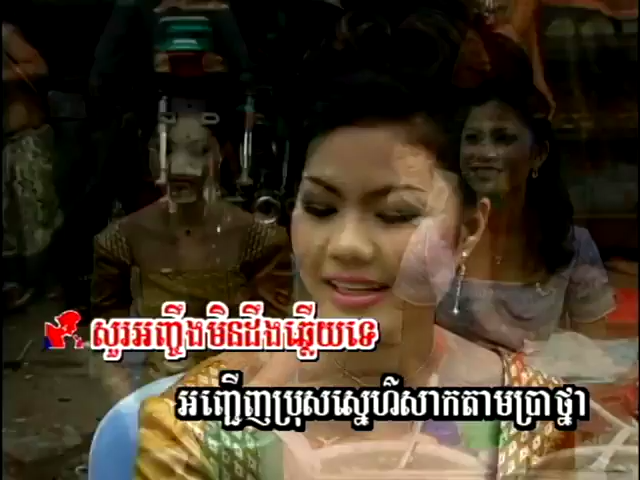 សួរអញ្ចឹងមិនដឹងឆ្លើយទេ
អញ្ជើញប្រុសស្នេហ៍សាកតាមប្រាថ្នា